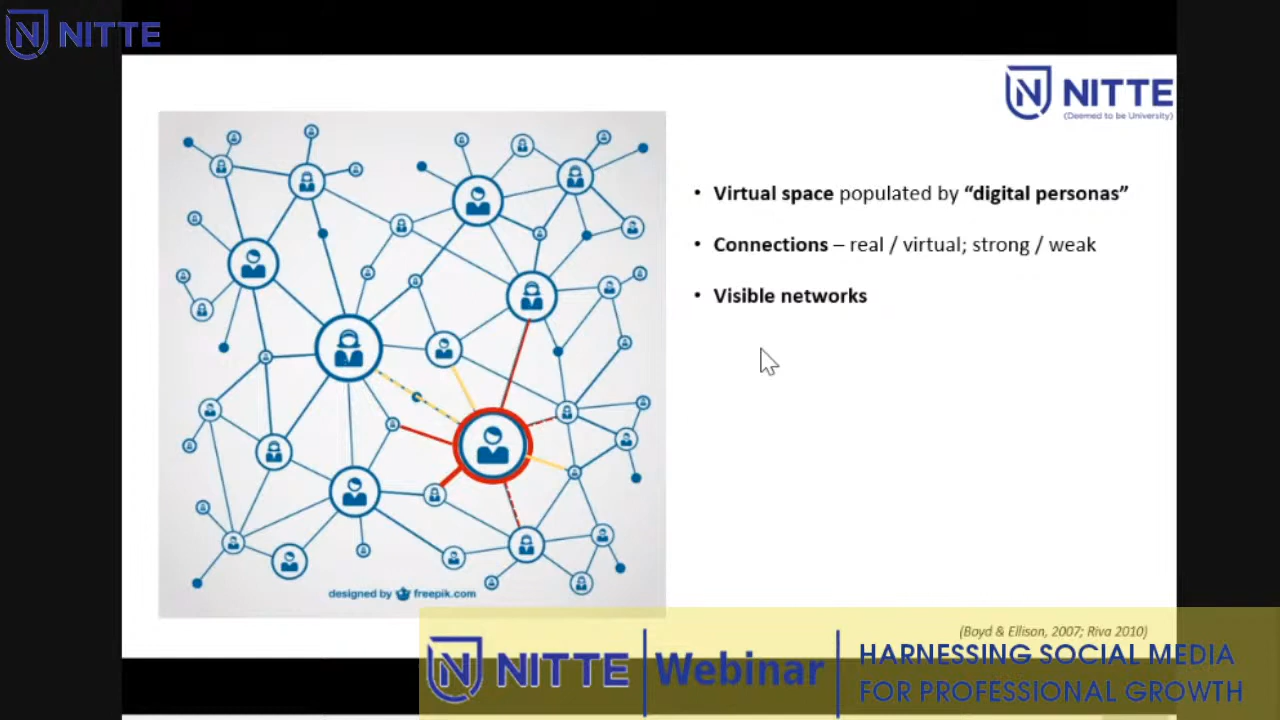 NITTE
NITTE
(Deemed to be University)
• Virtual space populated by “digital personas”
• Connections – real / virtual; strong / weak
• Visible networks
designed by freepik.com
(Boyd & Ellison, 2007; Riva 2010)
NITTE Webinar
HARNESSING SOCIAL MEDIA
FOR PROFESSIONAL GROWTH